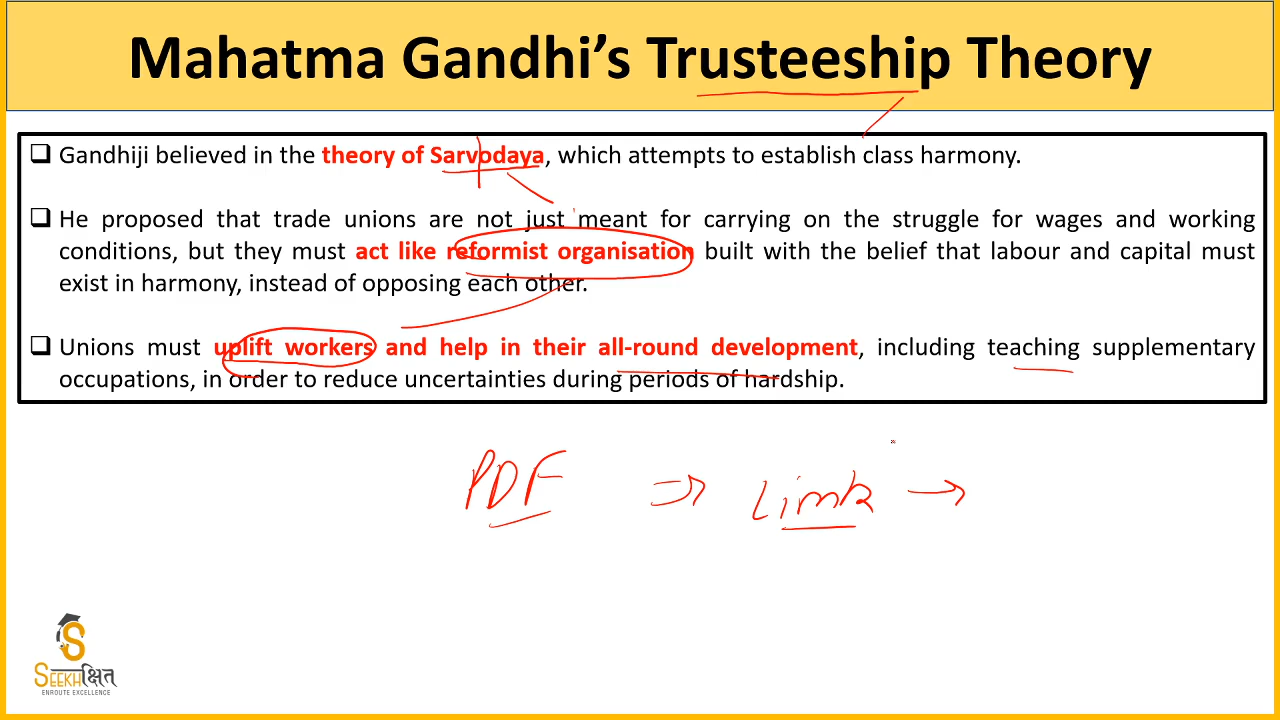 Mahatma Gandhi's Trusteeship Theory
❑ Gandhiji believed in the theory of Sarvodaya, which attempts to establish class harmony.
❑ He proposed that trade unions are not just meant for carrying on the struggle for wages and working
conditions, but they must act like reformist organisation built with the belief that labour and capital must
exist in harmony, instead of opposing each other.
❑ Unions must uplift workers and help in their all-round development, including teaching supplementary
occupations, in order to reduce uncertainties during periods of hardship.
PDF ⇒ Link →
S
SEEKHक्षित
ENROUTE EXCELLENCE